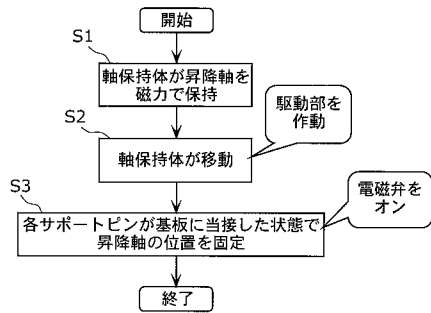 開始
S1
軸保持体が昇降軸を
磁力で保持
駆動部を
作動
S2
軸保持体が移動
電磁弁を
オン
S3
各サポートピンが基板に当接した状態で
昇降軸の位置を固定
終了